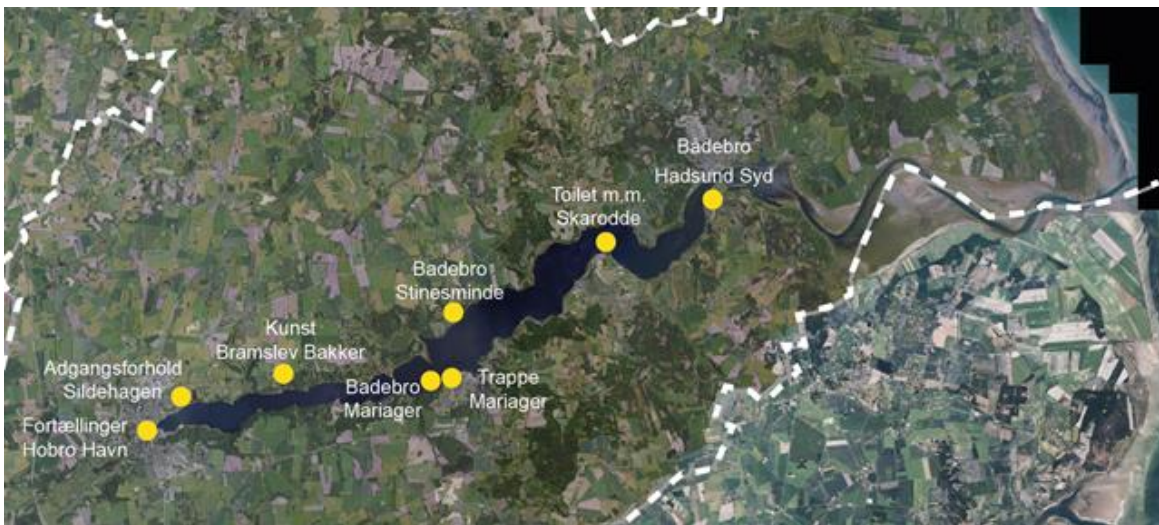 Badebro
Hadsund Syd
Toilet m.m.
Skarodde
Badebro
Stinesminde
Kunst
Bramslev Bakker
Adgangsforhold
Sildehagen
Badebro
Mariager
Trappe
Mariager
Fortællinger
Hobro Havn